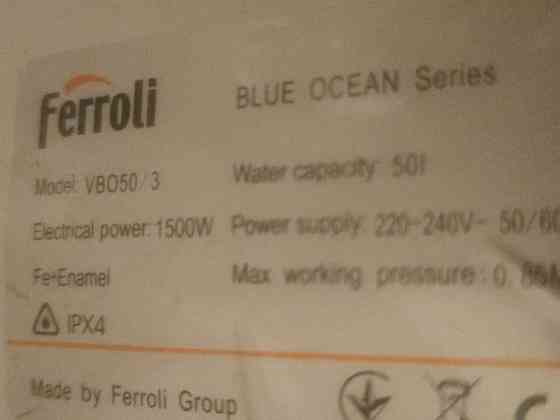 Ferroli
BLUE OCEAN Series
Model: VBO50/3
Water capacity: 50l
Electrical power: 1500W
Power supply: 220-240V~ 50/60
Fe+Enamel
Max working pressure: 0,
IPX4
Made by Ferroli Group